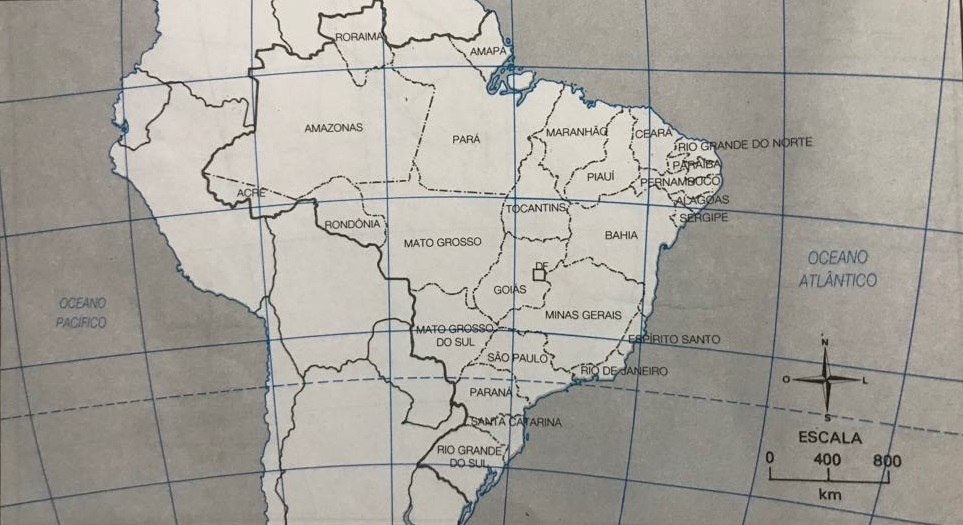 RORAIMA
AMAPÁ
AMAZONAS
PARÁ
MARANHÃO
CEARÁ
RIO GRANDE DO NORTE
PARAÍBA
PIAUÍ
PERNAMBUCO
ACRE
ALAGOAS
TOCANTINS
SERGIPE
RONDÔNIA
MATO GROSSO
BAHIA
DF
GOIÁS
OCEANO
ATLÂNTICO
OCEANO
PACÍFICO
MINAS GERAIS
MATO GROSSO
DO SUL
ESPÍRITO SANTO
SÃO PAULO
RIO DE JANEIRO
PARANÁ
SANTA CATARINA
RIO GRANDE
DO SUL
N
O L
S
ESCALA
0 400 800
km